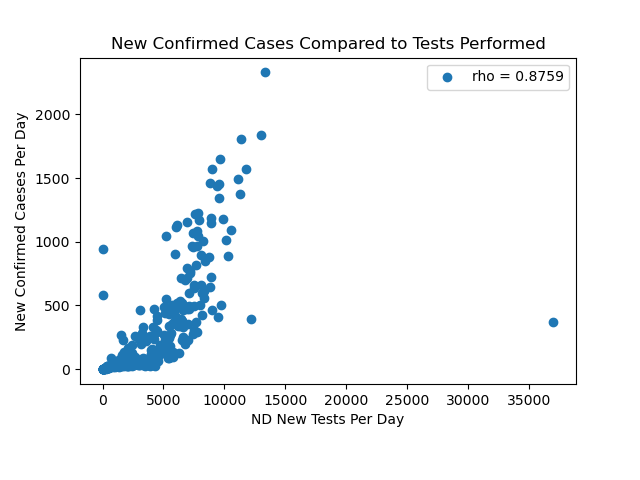 New Confirmed Cases Compared to Tests Performed
rho = 0.8759
New Confirmed Caeses Per Day
2000
1500
1000
500
0
0 5000 10000 15000 20000 25000 30000 35000
ND New Tests Per Day